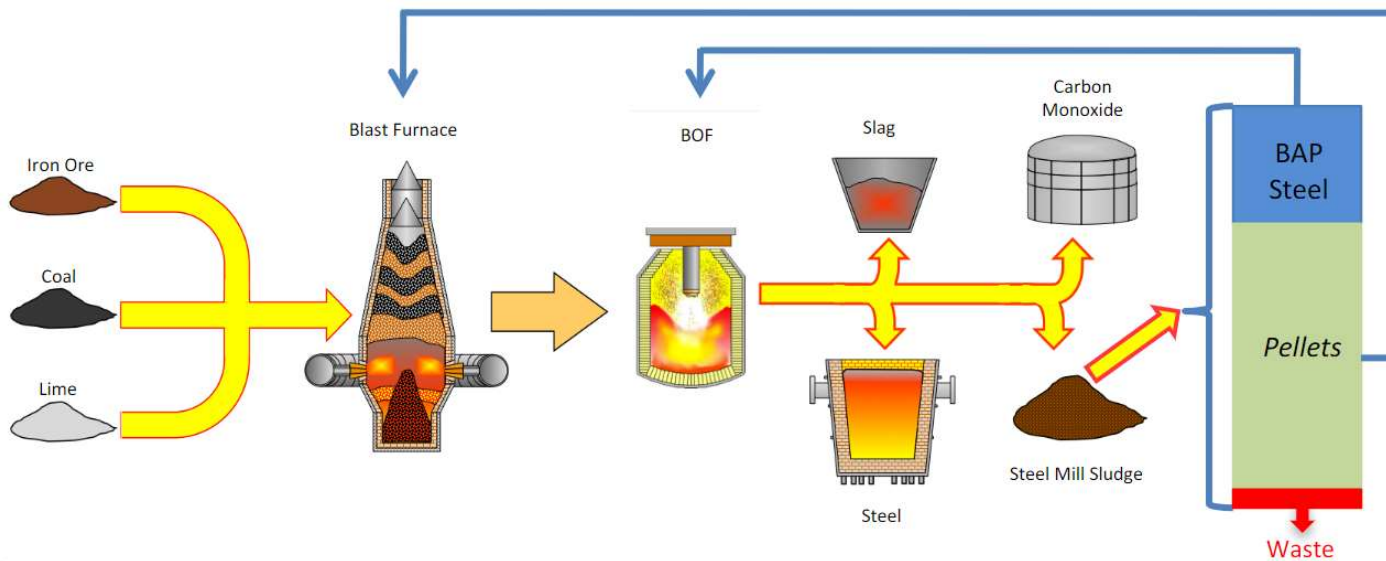 Carbon
Monoxide
Blast Furnace
BOF
Slag
Iron Ore
BAP
Steel
Coal
Pellets
Lime
Steel Mill Sludge
Steel
Waste